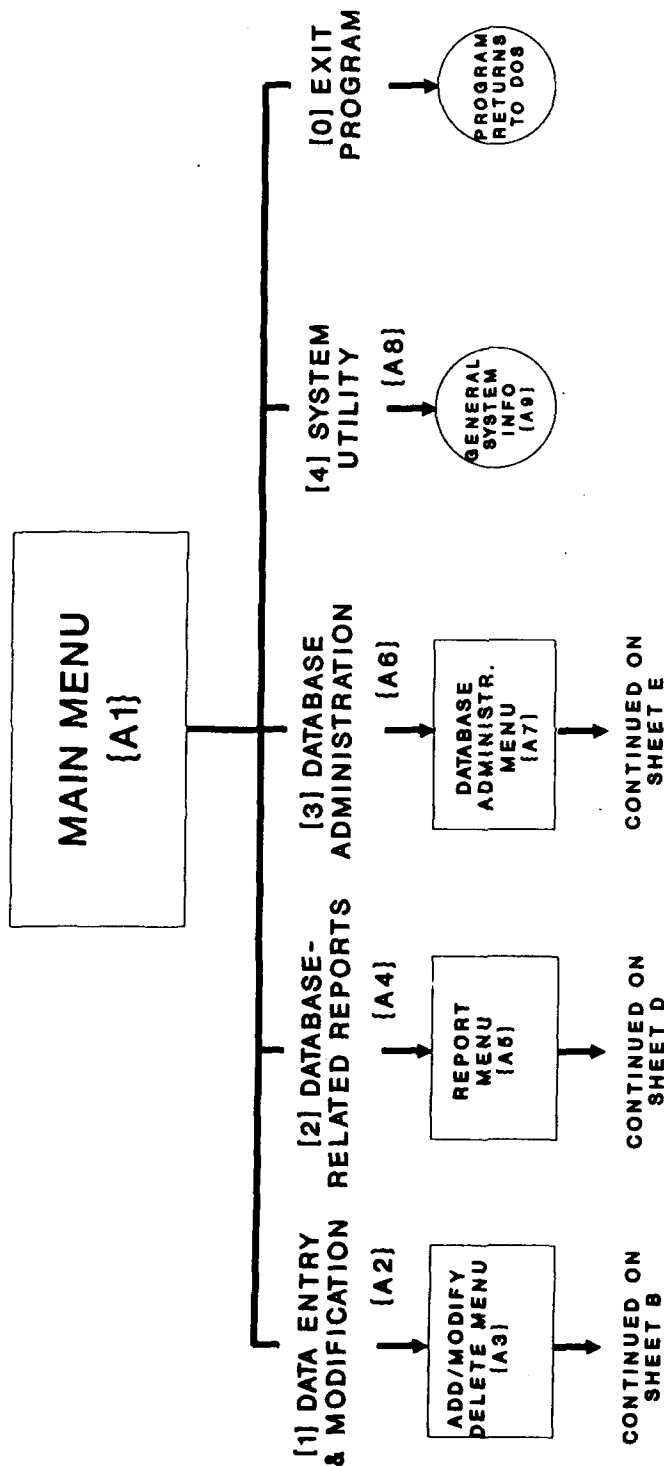 MAIN MENU
{A1}
[1] DATA ENTRY
& MODIFICATION
{A2}
ADD/MODIFY
DELETE MENU
{A3}
CONTINUED ON
SHEET B
[2] DATABASE-
RELATED REPORTS
{A4}
REPORT
MENU
{A5}
CONTINUED ON
SHEET D
[3] DATABASE
ADMINISTRATION
{A6}
DATABASE
ADMINISTR.
MENU
{A7}
CONTINUED ON
SHEET E
[4] SYSTEM
UTILITY
{A8}
GENERAL
SYSTEM
INFO
{A9}
[0] EXIT
PROGRAM
PROGRAM
RETURNS
TO DOS